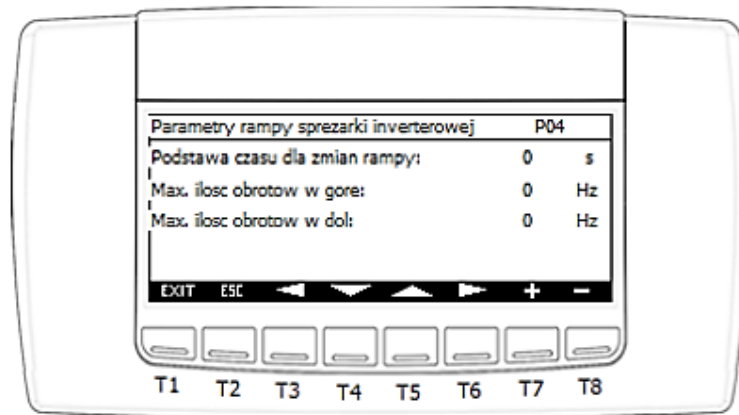 Parametry rampy sprezarki inverterowej P04
Podstawa czasu dla zmian rampy: 0 s
Max. ilosc obrotow w gore: 0 Hz
Max. ilosc obrotow w dol: 0 Hz
EXIT ESC + -
T1 T2 T3 T4 T5 T6 T7 T8